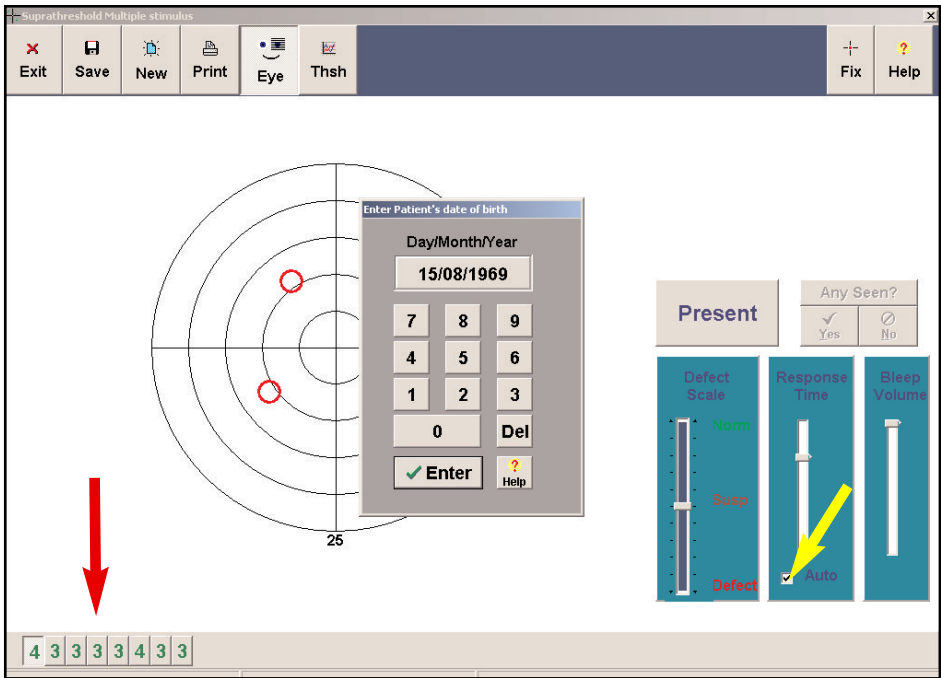 Suprathreshold Multiple stimulus
Exit Save New Print Eye Thsh Fix Help
Enter Patient's date of birth
Day/Month/Year
15/08/1969
7 8 9
4 5 6
1 2 3
0 Del
Enter Help
25
Present
Any Seen?
Yes No
Defect Scale
Norm
Susp
Defect
Response Time
Auto
Bleep Volume
4 3 3 3 3 4 3 3